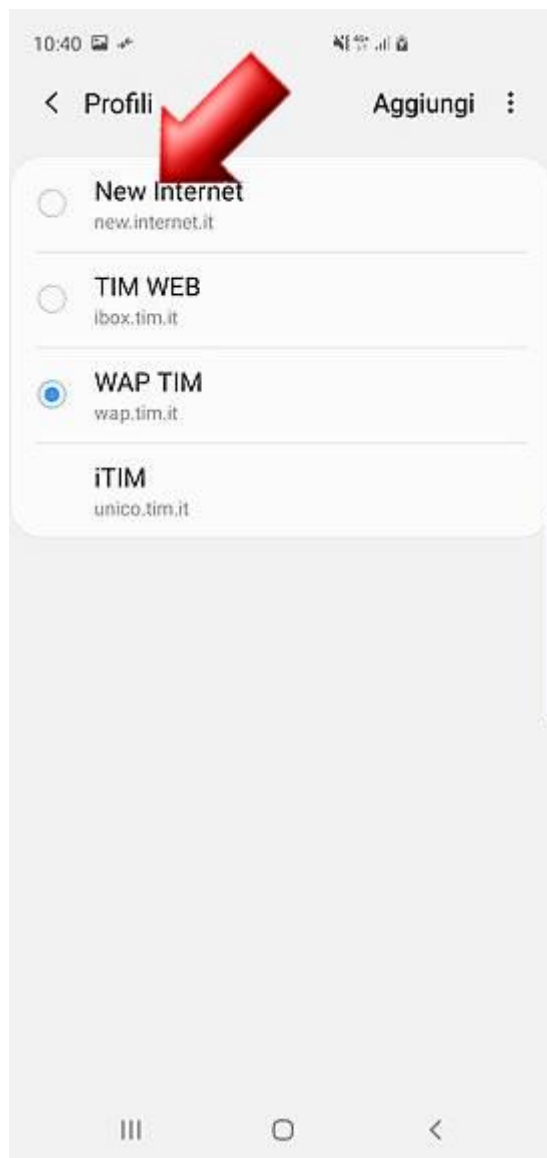 10:40
Profili
Aggiungi
New Internet
new.internet.it
TIM WEB
ibox.tim.it
WAP TIM
wap.tim.it
iTIM
unico.tim.it